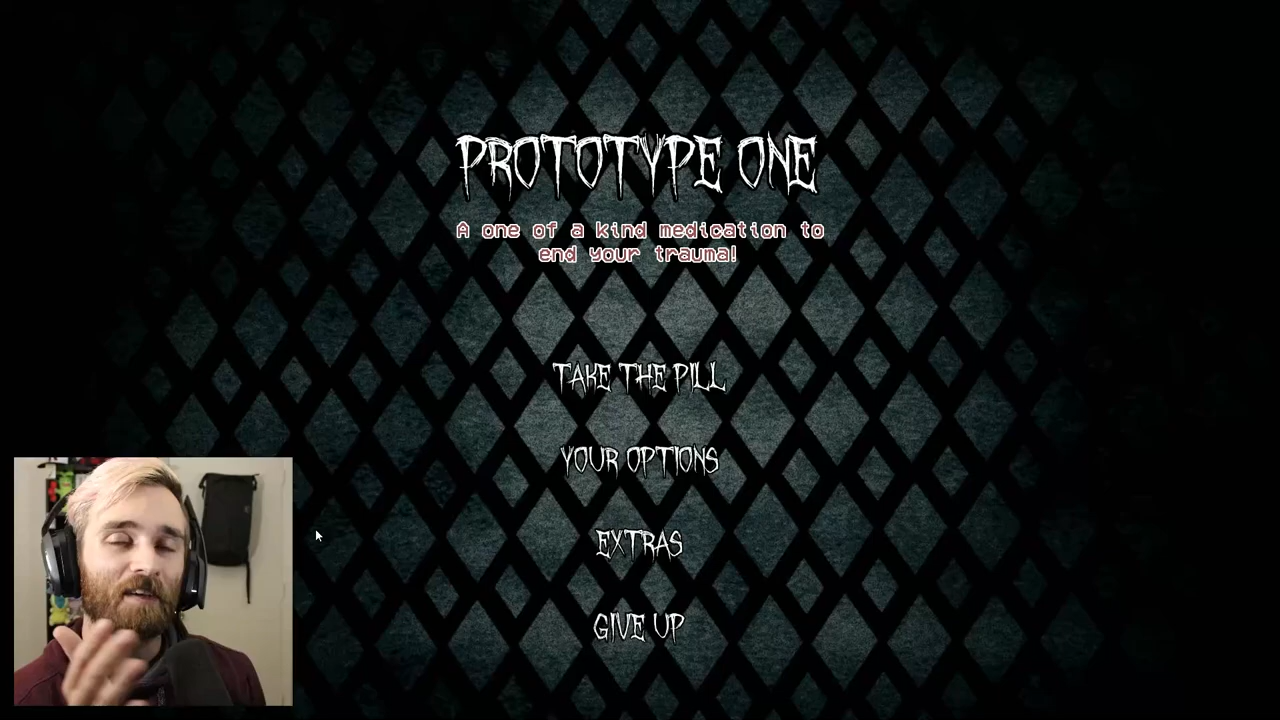 PROTOTYPE ONE
A one of a kind medication to
end your trauma!
TAKE THE PILL
YOUR OPTIONS
EXTRAS
GIVE UP